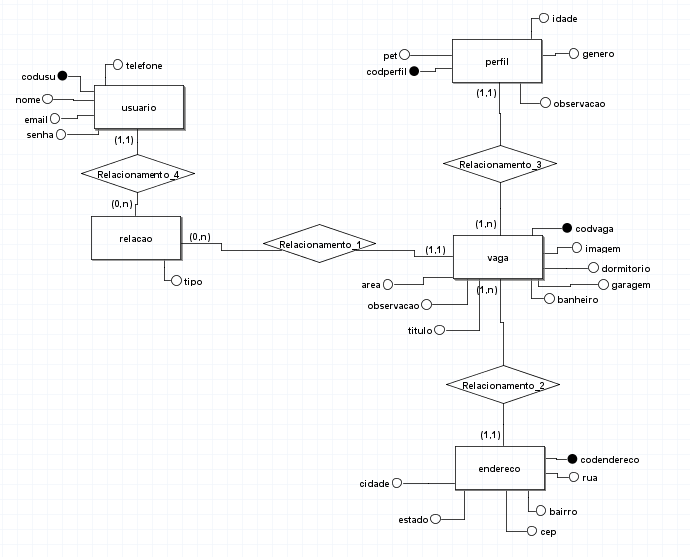 idade
pet
perfil
genero
codperfil
observacao
(1,1)
telefone
codusu
nome
usuario
email
senha
(1,1)
Relacionamento_4
Relacionamento_3
(0,n)
(1,n)
relacao
(0,n)
Relacionamento_1
(1,1)
vaga
codvaga
imagem
dormitorio
garagem
banheiro
tipo
area
(1,n)
observacao
titulo
Relacionamento_2
(1,1)
endereco
codendereco
rua
cidade
estado
bairro
cep